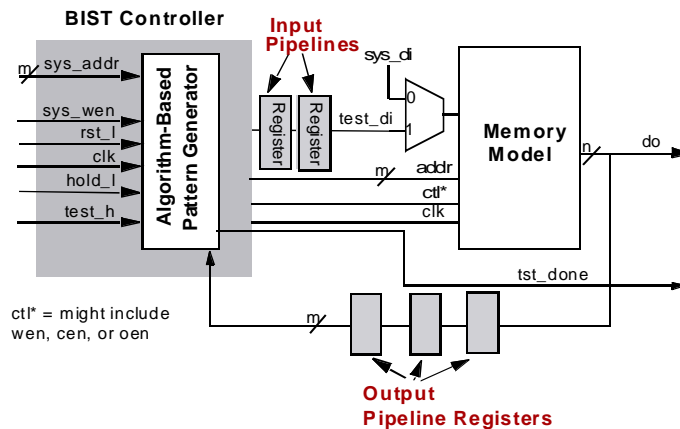 BIST Controller
Input
Pipelines
sys_di
m
sys_addr
sys_wen
rst_l
clk
hold_l
test_h
Algorithm-Based
Pattern Generator
Register
Register
test_di
0
1
Memory
Model
n
do
m
addr
ctl*
clk
tst_done
ctl* = might include
wen, cen, or oen
m
Output
Pipeline Registers